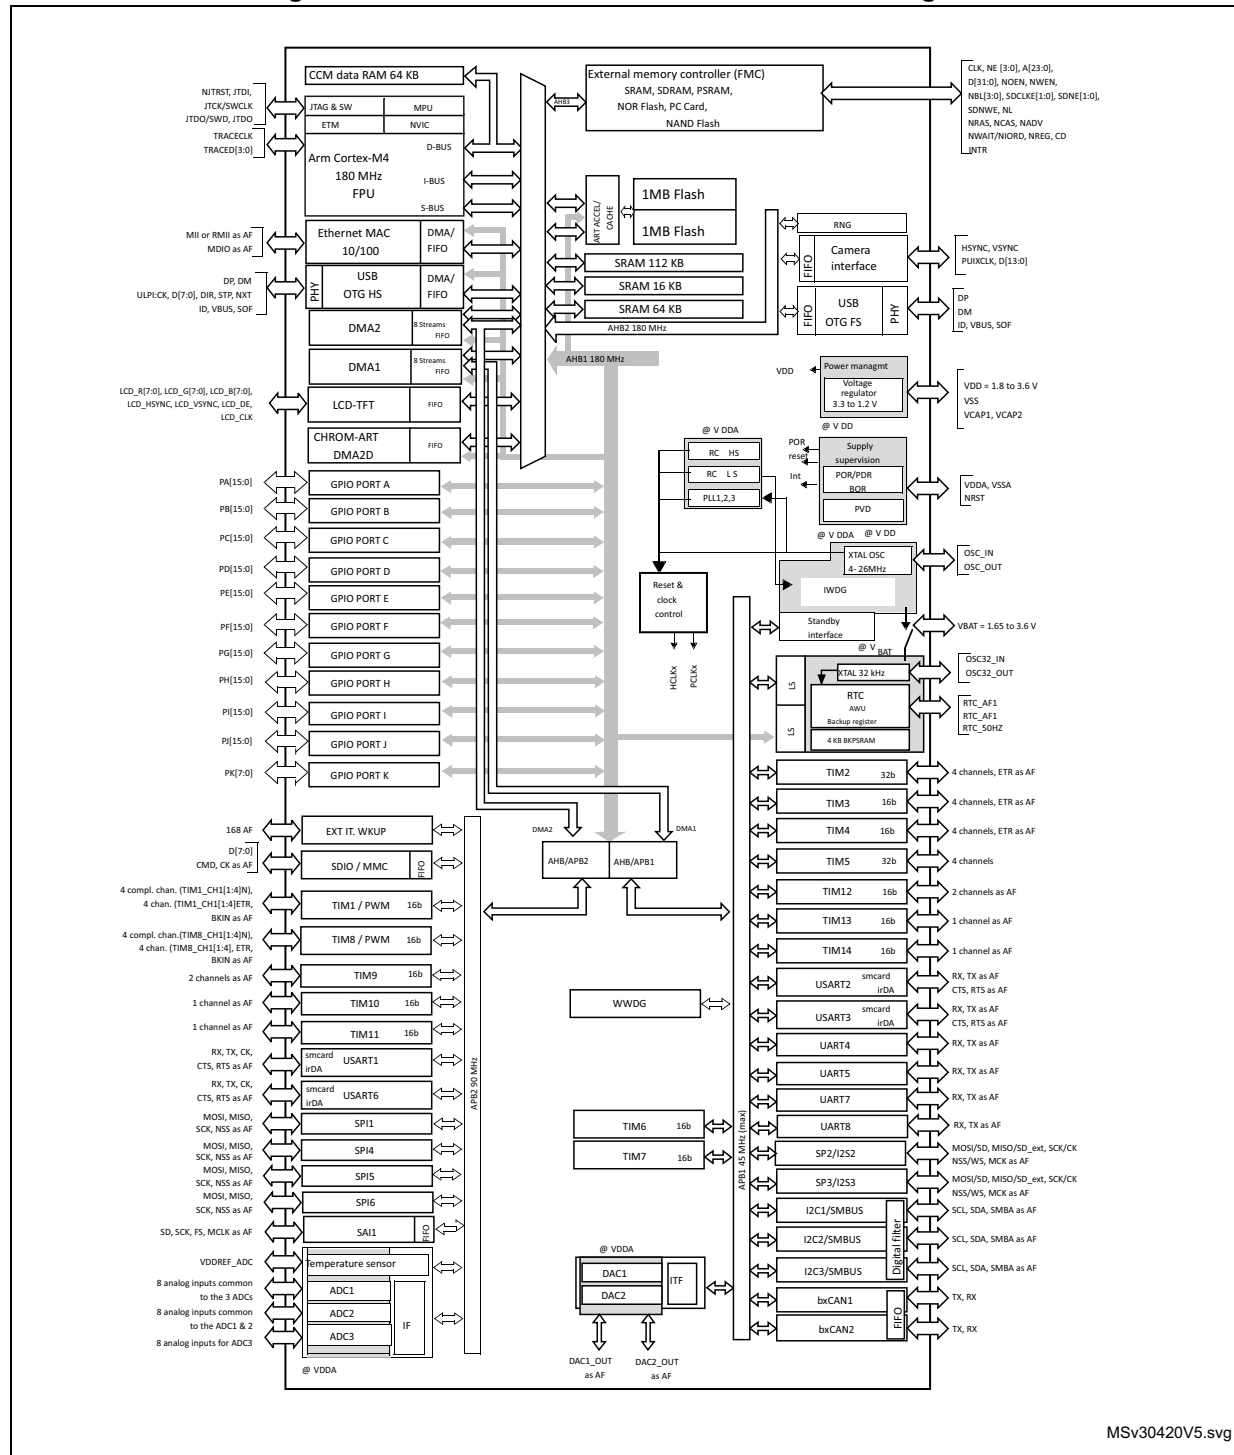 CCM data RAM 64 KB
External memory controller (FMC)
SRAM, SDRAM, PSRAM,
NOR Flash, PC Card,
NAND Flash
AHB3
CLK, NE [3:0], A[23:0],
D[31:0], NOEN, NWEN,
NBL[3:0], SDCLKE[1:0], SDNE[1:0],
SDNWE, NL
NRAS, NCAS, NADV
NWAIT/NIORD, NREG, CD
INTR
NJTRST, JTDI,
JTCK/SWCLK
JTDO/SWD, JTDO
TRACECLK
TRACED[3:0]
JTAG & SW
MPU
ETM
NVIC
D-BUS
Arm Cortex-M4
180 MHz
FPU
I-BUS
S-BUS
ART ACCEL/
CACHE
1MB Flash
1MB Flash
SRAM 112 KB
SRAM 16 KB
SRAM 64 KB
AHB2 180 MHz
AHB1 180 MHz
RNG
FIFO
Camera
interface
HSYNC, VSYNC
PUIXCLK, D[13:0]
FIFO
USB
OTG FS
PHY
DP
DM
ID, VBUS, SOF
MII or RMII as AF
MDIO as AF
Ethernet MAC
10/100
DMA/
FIFO
DP, DM
ULPI:CK, D[7:0], DIR, STP, NXT
ID, VBUS, SOF
PHY
USB
OTG HS
DMA/
FIFO
DMA2
8 Streams
FIFO
DMA1
8 Streams
FIFO
LCD_R[7:0], LCD_G[7:0], LCD_B[7:0],
LCD_HSYNC, LCD_VSYNC, LCD_DE,
LCD_CLK
LCD-TFT
FIFO
CHROM-ART
DMA2D
FIFO
VDD
Power managmt
Voltage
regulator
3.3 to 1.2 V
VDD = 1.8 to 3.6 V
VSS
VCAP1, VCAP2
@ V DD
@ V DDA
RC HS
RC L S
PLL1,2,3
POR
reset
Int
Supply
supervision
POR/PDR
BOR
PVD
VDDA, VSSA
NRST
@ V DDA @ V DD
XTAL OSC
4- 26MHz
OSC_IN
OSC_OUT
IWDG
Reset &
clock
control
HCLKx
PCLKx
Standby
interface
VBAT = 1.65 to 3.6 V
@ V BAT
LS
LS
XTAL 32 kHz
OSC32_IN
OSC32_OUT
RTC
AWU
Backup register
RTC_AF1
RTC_AF1
RTC_50HZ
4 KB BKPSRAM
PA[15:0]
GPIO PORT A
PB[15:0]
GPIO PORT B
PC[15:0]
GPIO PORT C
PD[15:0]
GPIO PORT D
PE[15:0]
GPIO PORT E
PF[15:0]
GPIO PORT F
PG[15:0]
GPIO PORT G
PH[15:0]
GPIO PORT H
PI[15:0]
GPIO PORT I
PJ[15:0]
GPIO PORT J
PK[7:0]
GPIO PORT K
DMA2
DMA1
AHB/APB2
AHB/APB1
168 AF
EXT IT. WKUP
D[7:0]
CMD, CK as AF
SDIO / MMC
FIFO
4 compl. chan. (TIM1_CH1[1:4]N),
4 chan. (TIM1_CH1[1:4]ETR,
BKIN as AF
TIM1 / PWM 16b
4 compl. chan.(TIM8_CH1[1:4]N),
4 chan. (TIM8_CH1[1:4], ETR,
BKIN as AF
TIM8 / PWM 16b
2 channels as AF
TIM9 16b
1 channel as AF
TIM10 16b
1 channel as AF
TIM11 16b
RX, TX, CK,
CTS, RTS as AF
smcard
irDA
USART1
RX, TX, CK,
CTS, RTS as AF
smcard
irDA
USART6
MOSI, MISO,
SCK, NSS as AF
SPI1
MOSI, MISO,
SCK, NSS as AF
SPI4
MOSI, MISO,
SCK, NSS as AF
SPI5
MOSI, MISO,
SCK, NSS as AF
SPI6
SD, SCK, FS, MCLK as AF
SAI1
FIFO
VDDREF_ADC
Temperature sensor
8 analog inputs common
to the 3 ADCs
ADC1
8 analog inputs common
to the ADC1 & 2
ADC2
8 analog inputs for ADC3
ADC3
IF
@ VDDA
APB2 90 MHz
WWDG
TIM6 16b
TIM7 16b
@ VDDA
DAC1
DAC2
ITF
DAC1_OUT
as AF
DAC2_OUT
as AF
APB1 45 MHz (max)
TIM2 32b
4 channels, ETR as AF
TIM3 16b
4 channels, ETR as AF
TIM4 16b
4 channels, ETR as AF
TIM5 32b
4 channels
TIM12 16b
2 channels as AF
TIM13 16b
1 channel as AF
TIM14 16b
1 channel as AF
USART2
smcard
irDA
RX, TX as AF
CTS, RTS as AF
USART3
smcard
irDA
RX, TX as AF
CTS, RTS as AF
UART4
RX, TX as AF
UART5
RX, TX as AF
UART7
RX, TX as AF
UART8
RX, TX as AF
SP2/I2S2
MOSI/SD, MISO/SD_ext, SCK/CK
NSS/WS, MCK as AF
SP3/I2S3
MOSI/SD, MISO/SD_ext, SCK/CK
NSS/WS, MCK as AF
I2C1/SMBUS
SCL, SDA, SMBA as AF
I2C2/SMBUS
SCL, SDA, SMBA as AF
I2C3/SMBUS
SCL, SDA, SMBA as AF
Digital filter
bxCAN1
TX, RX
bxCAN2
TX, RX
FIFO
MSv30420V5.svg